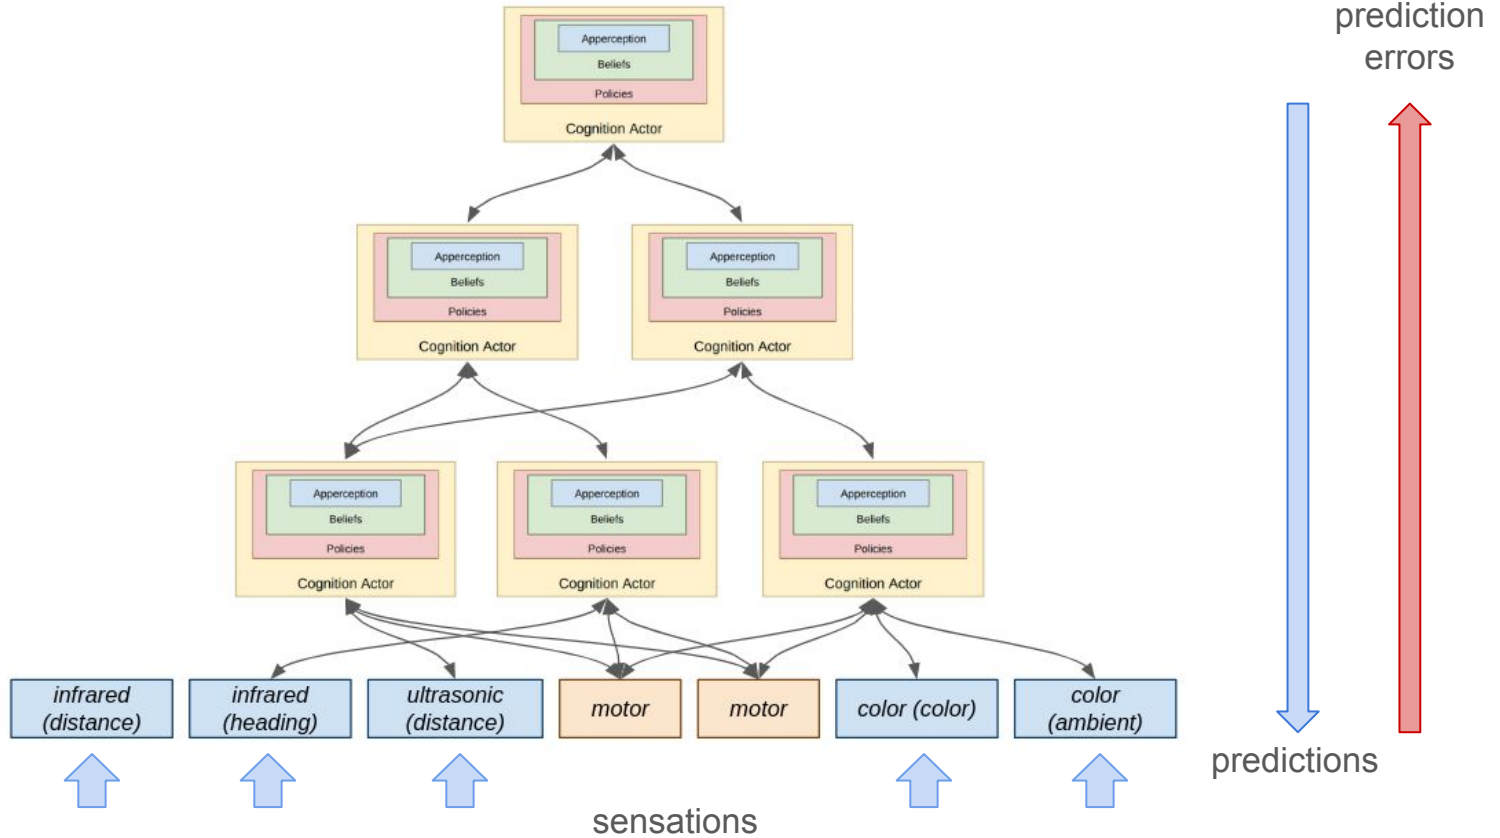 prediction
errors
Apperception
Beliefs
Policies
Cognition Actor
Apperception
Beliefs
Policies
Cognition Actor
Apperception
Beliefs
Policies
Cognition Actor
Apperception
Beliefs
Policies
Cognition Actor
Apperception
Beliefs
Policies
Cognition Actor
Apperception
Beliefs
Policies
Cognition Actor
infrared
(distance)
infrared
(heading)
ultrasonic
(distance)
motor
motor
color (color)
color
(ambient)
predictions
sensations